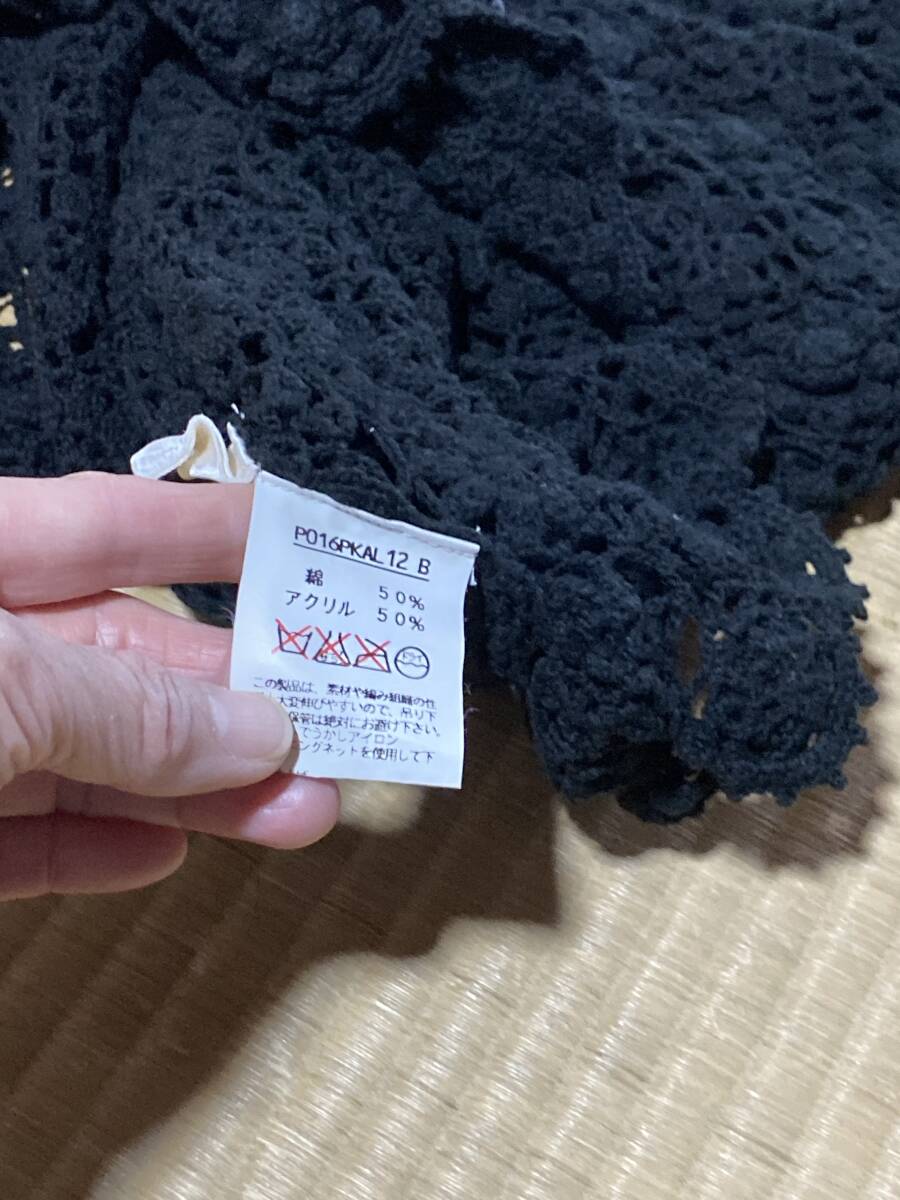 P016PKAL12 B
綿 50%
アクリル 50%
ドライ
この製品は、素材や編み組織の性
大変伸びやすいので、吊り下
保管は絶対にお避け下さい。
でうかしアイロン
ングネットを使用して下